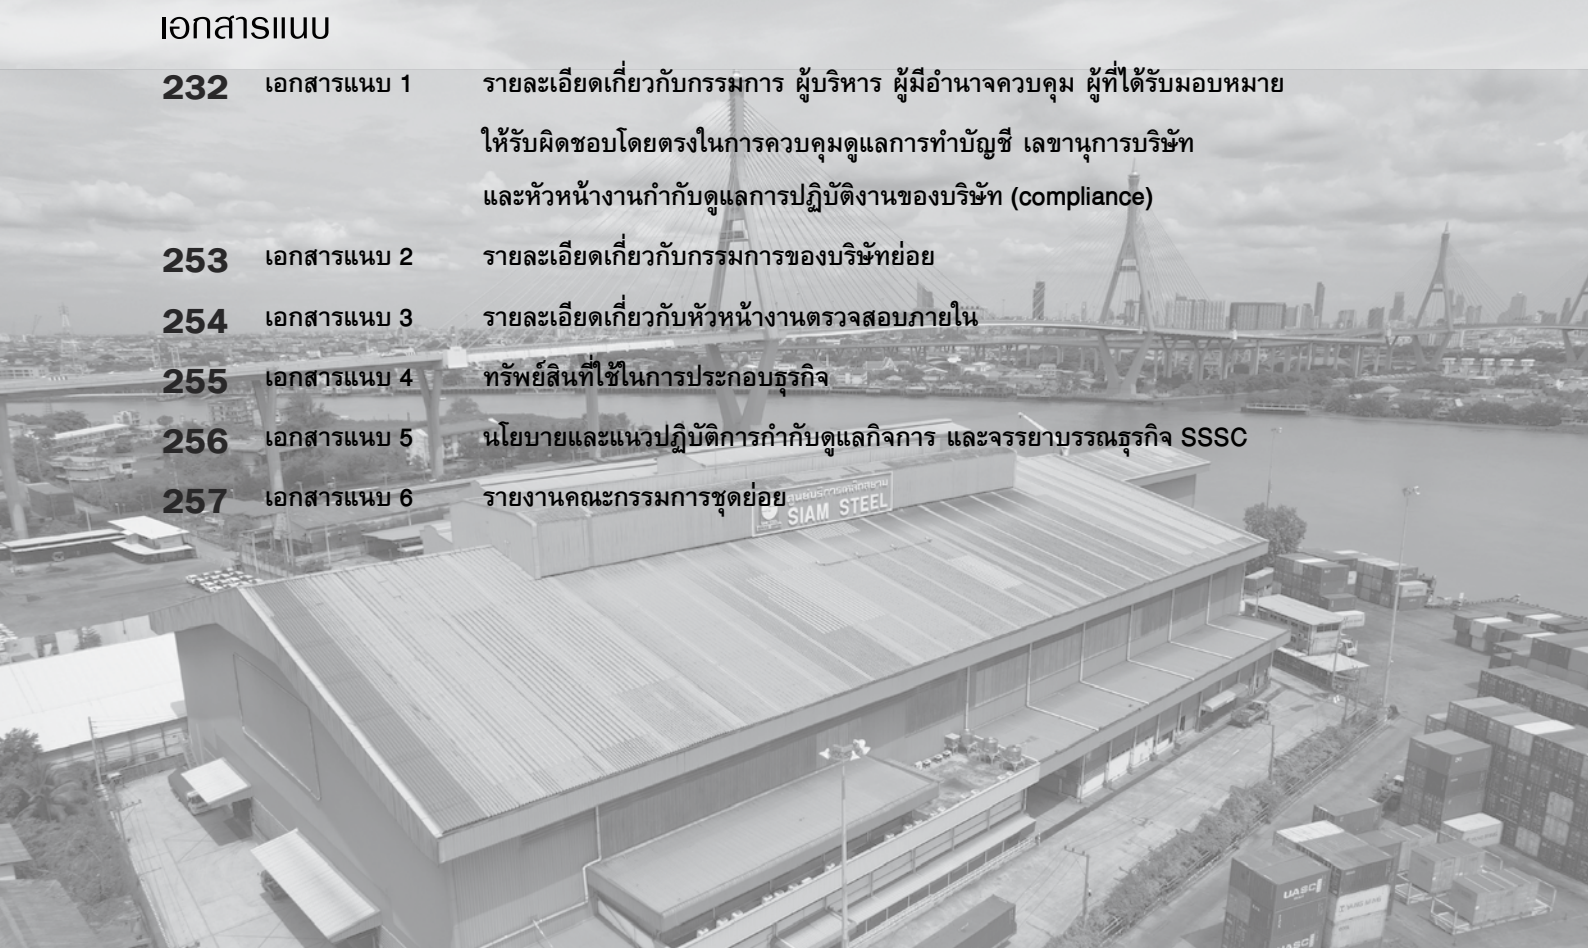 เอกสารแนบ
232 เอกสารแนบ 1 รายละเอียดเกี่ยวกับกรรมการ ผู้บริหาร ผู้มีอำนาจควบคุม ผู้ที่ได้รับมอบหมาย
ให้รับผิดชอบโดยตรงในการควบคุมดูแลการทำบัญชี เลขานุการบริษัท
และหัวหน้างานกำกับดูแลการปฏิบัติงานของบริษัท (compliance)
253 เอกสารแนบ 2 รายละเอียดเกี่ยวกับกรรมการของบริษัทย่อย
254 เอกสารแนบ 3 รายละเอียดเกี่ยวกับหัวหน้างานตรวจสอบภายใน
255 เอกสารแนบ 4 ทรัพย์สินที่ใช้ในการประกอบธุรกิจ
256 เอกสารแนบ 5 นโยบายและแนวปฏิบัติการกำกับดูแลกิจการ และจรรยาบรรณธุรกิจ SSSC
257 เอกสารแนบ 6 รายงานคณะกรรมการชุดย่อย
ศูนย์บริการเหล็กสยาม
SIAM STEEL
UASC